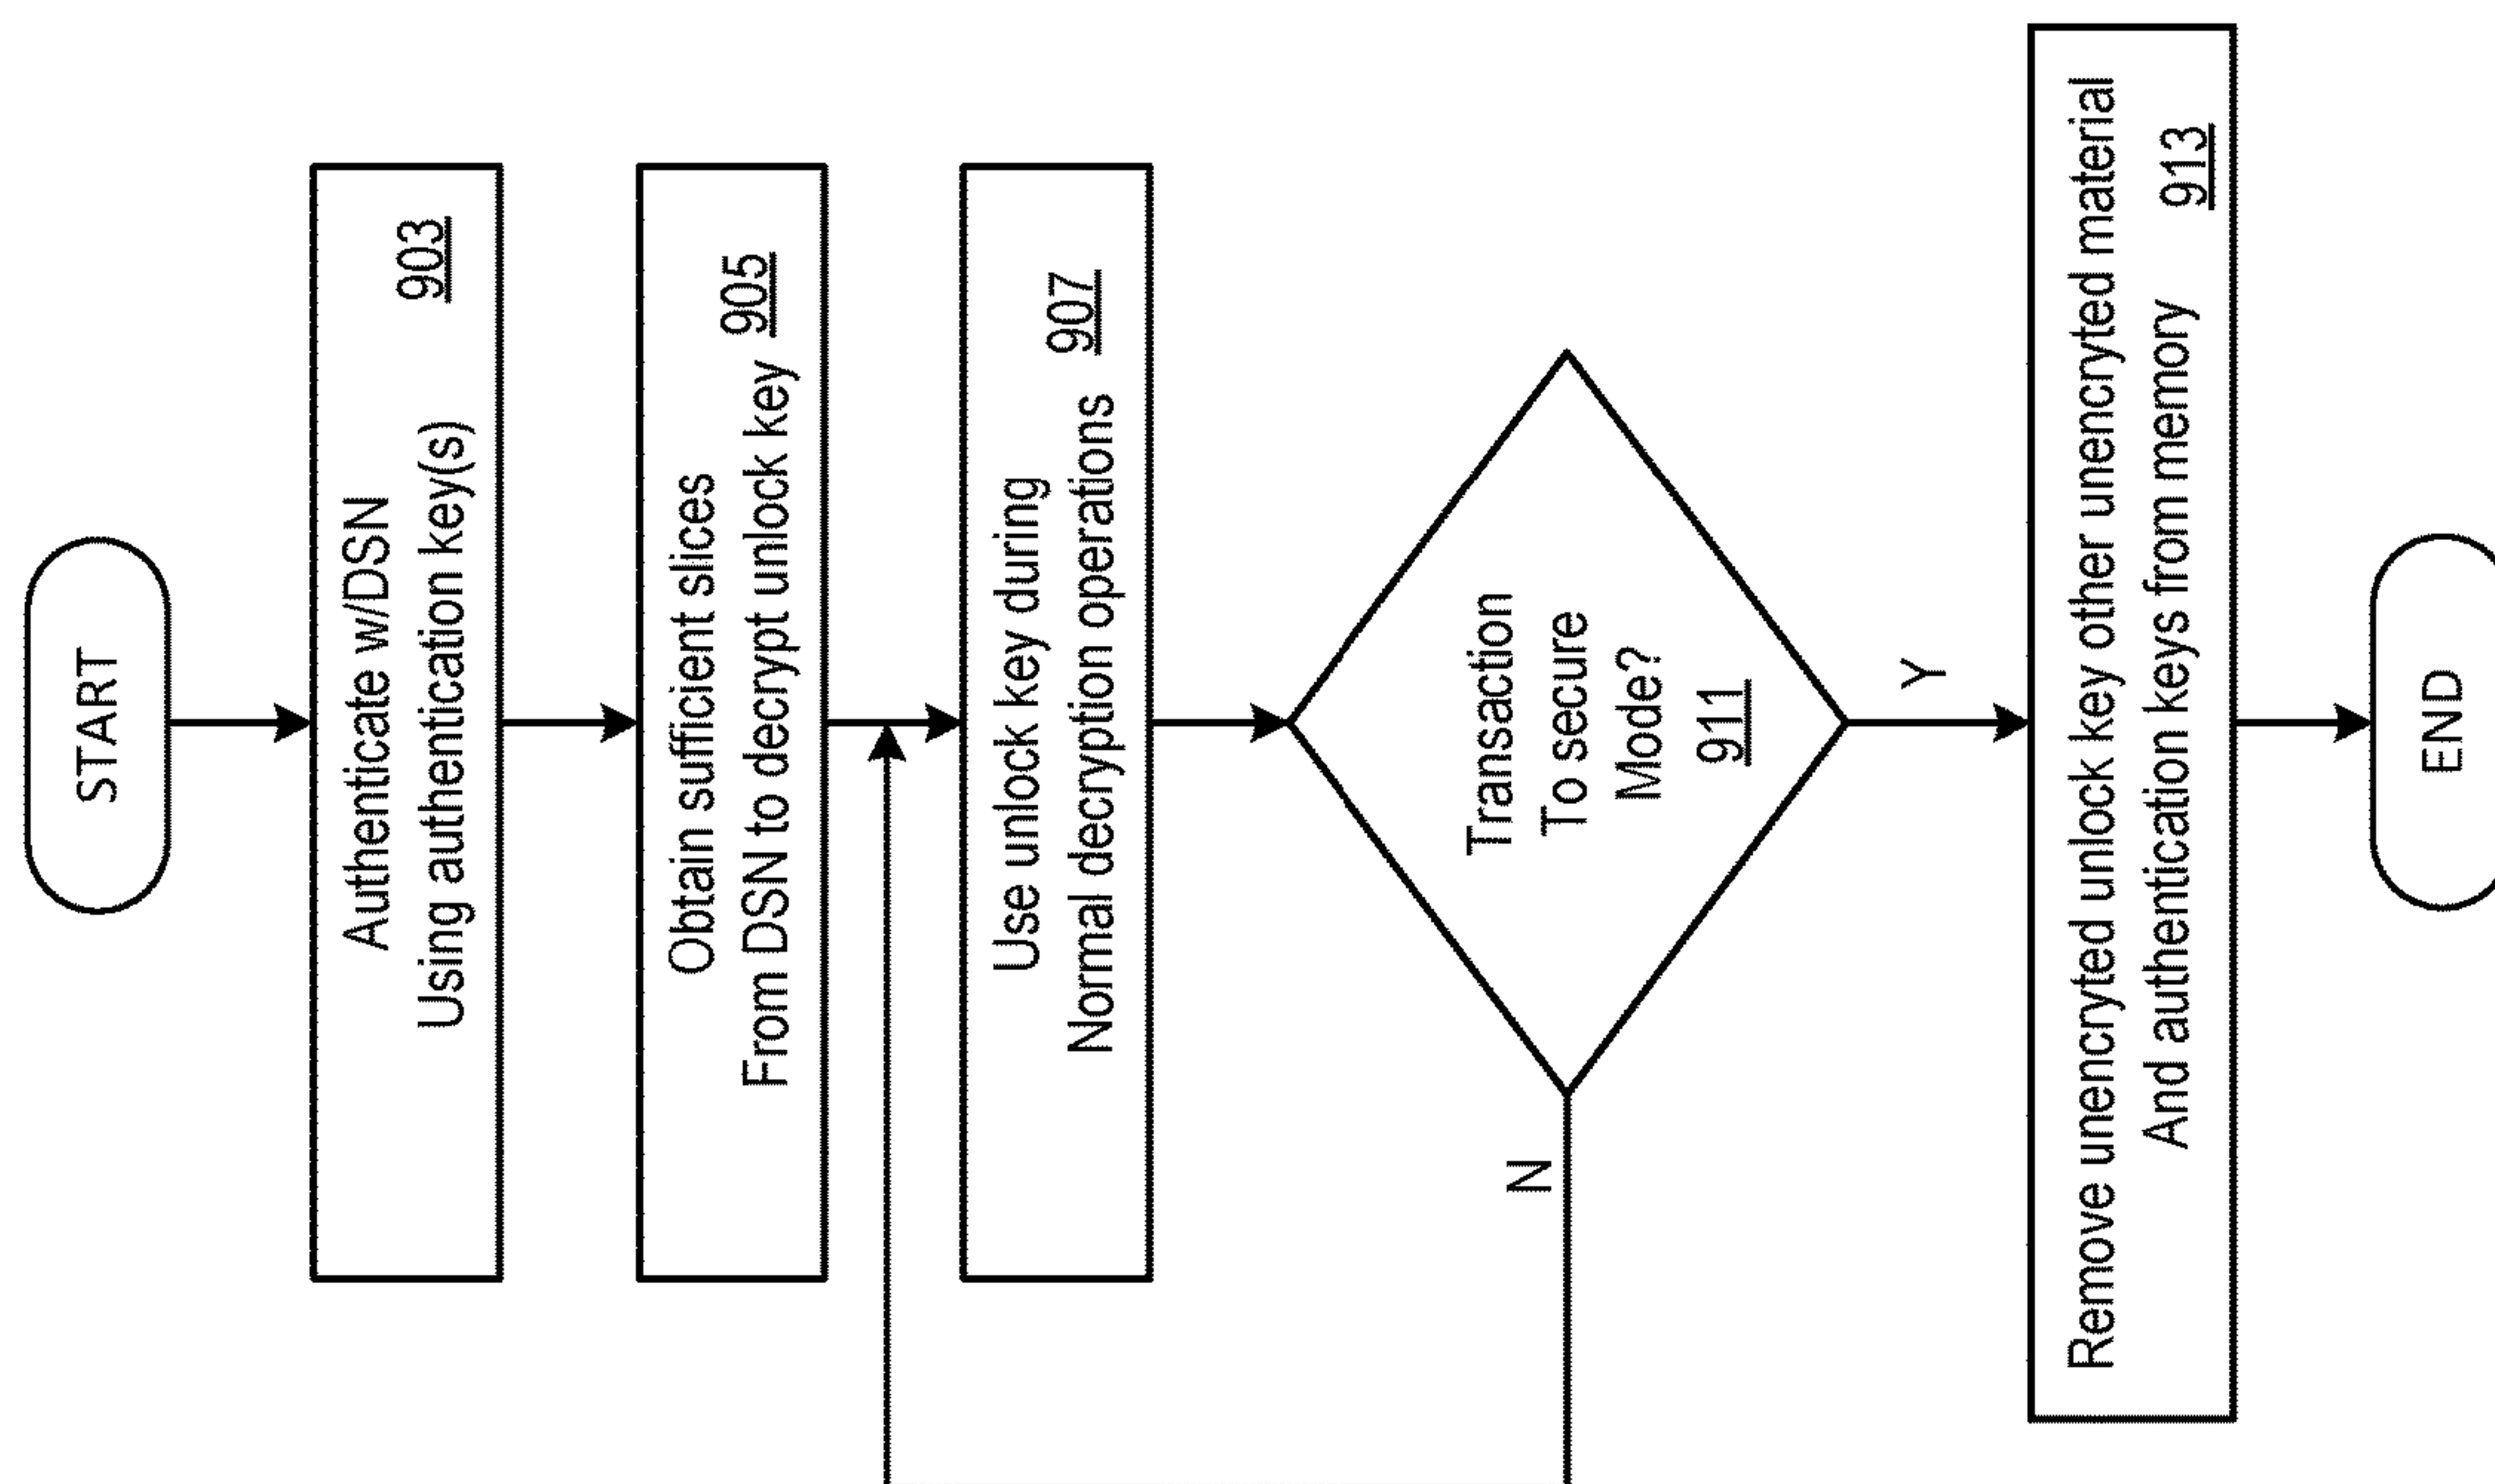 START
Authenticate w/DSN
Using authentication key(s)
903
Obtain sufficient slices
From DSN to decrypt unlock key
905
Use unlock key during
Normal decryption operations
907
Transaction
To secure
Mode?
911
N
Y
Remove unencryted unlock key other unencryted material
And authentication keys from memory
913
END